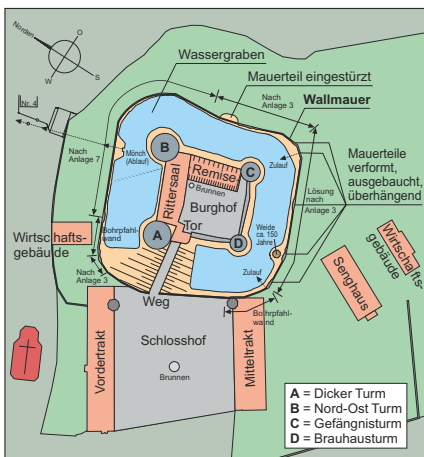 Norden
O
S
W
Wassergraben
Mauerteil eingestürzt
Nach
Anlage 3
Wallmauer
Nr. 4
Nach
Anlage 7
Mönch
(Ablauf)
B
Remise
C
Zulauf
Brunnen
Rittersaal
Burghof
Mauerteile
verformt,
ausgebaucht,
überhängend
Lösung
nach
Anlage 3
Tor
Weide
ca. 150
Jahre
Wirtschafts-
gebäude
Bohrpfahl-
wand
A
D
Nach
Anlage 3
Zulauf
Weg
Bohrpfahl-
wand
Senghaus
Wirtschafts-
gebäude
Vordertrakt
Schlosshof
Brunnen
Mitteltrakt
A = Dicker Turm
B = Nord-Ost Turm
C = Gefängnisturm
D = Brauhausturm